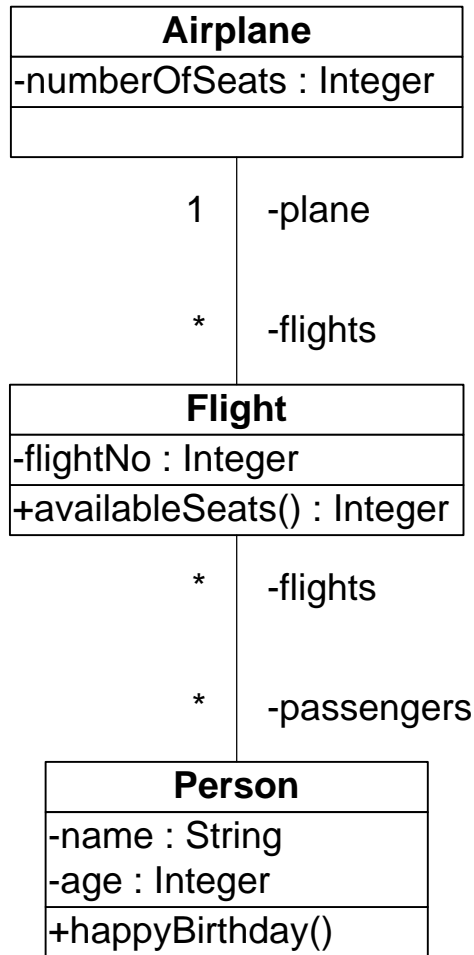 Airplane
-numberOfSeats : Integer
1 -plane
* -flights
Flight
-flightNo : Integer
+availableSeats() : Integer
* -flights
* -passengers
Person
-name : String
-age : Integer
+happyBirthday()